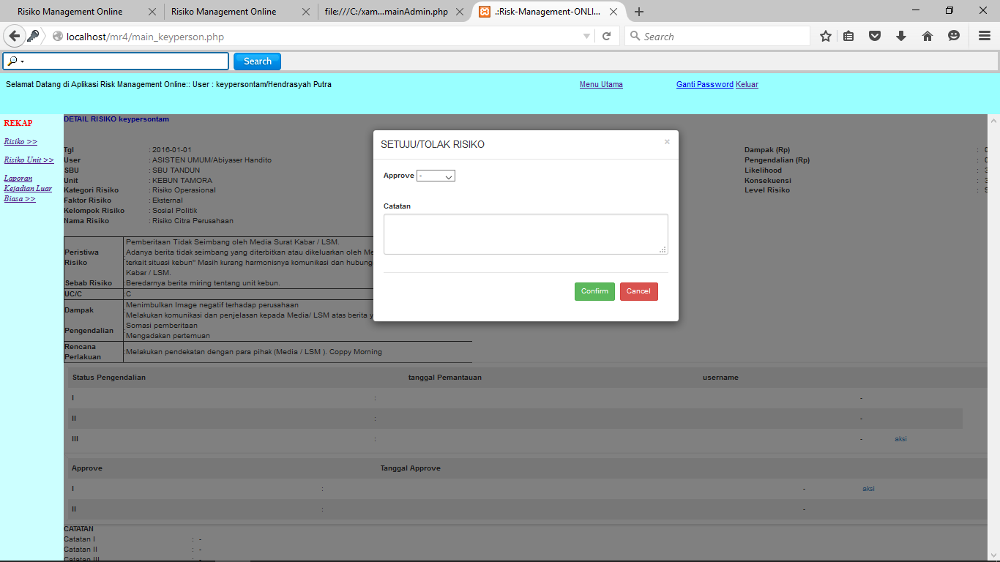 Risiko Management Online
Risiko Management Online
file:///C:/xam...mainAdmin.php
.:Risk-Management-ONLI...
localhost/mr4/main_keyperson.php
Search
Search
Selamat Datang di Aplikasi Risk Management Online:: User : keypersontam/Hendrasyah Putra
Menu Utama
Ganti Password Keluar
REKAP
Risiko >>
Risiko Unit >>
Laporan
Kejadian Luar
Biasa >>
DETAIL RISIKO keypersontam
Tgl : 2016-01-01
User : ASISTEN UMUM/Abiyaser Handito
SBU : SBU TANDUN
Unit : KEBUN TAMORA
Kategori Risiko : Risiko Operasional
Faktor Risiko : Eksternal
Kelompok Risiko : Sosial Politik
Nama Risiko : Risiko Citra Perusahaan
Dampak (Rp) :
Pengendalian (Rp) :
Likelihood :
Konsekuensi :
Level Risiko :
SETUJU/TOLAK RISIKO
×
Approve -
Catatan
Confirm Cancel
Pemberitaan Tidak Seimbang oleh Media Surat Kabar / LSM.
Peristiwa Risiko
: Adanya berita tidak seimbang yang diterbitkan atau dikeluarkan oleh Me
terkait situasi kebun" Masih kurang harmonisnya komunikasi dan hubung
Kabar / LSM.
Sebab Risiko :Beredarnya berita miring tentang unit kebun.
UC/C :C
Dampak
Menimbulkan Image negatif terhadap perusahaan
: Melakukan komunikasi dan penjelasan kepada Media/ LSM atas berita y
Pengendalian
Somasi pemberitaan
: Mengadakan pertemuan
Rencana
Perlakuan
:Melakukan pendekatan dengan para pihak (Media / LSM ). Coppy Morning
Status Pengendalian tanggal Pemantauan username
I : -
II : -
III : - aksi
Approve Tanggal Approve
I : - aksi
II : -
CATATAN
Catatan I : -
Catatan II : -
Catatan III : -